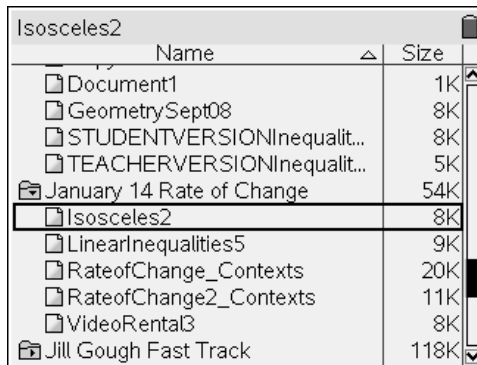 Isosceles2
Name Size
Document1 1K
GeometrySept08 8K
STUDENTVERSIONInequalit... 8K
TEACHERVERSIONInequalit... 5K
January 14 Rate of Change 54K
Isosceles2 8K
LinearInequalities5 9K
RateofChange_Contexts 20K
RateofChange2_Contexts 11K
VideoRental3 8K
Jill Gough Fast Track 118K